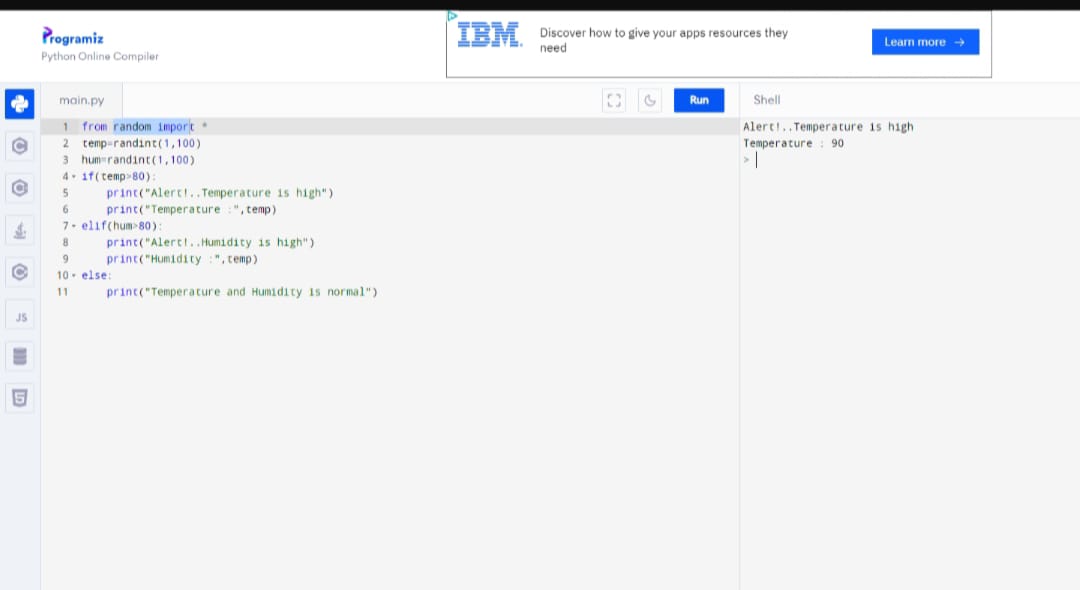 Programiz
Python Online Compiler
IBM.
Discover how to give your apps resources they
need
Learn more →
main.py
Run
Shell
1 from random import *
2 temp=randint(1,100)
3 hum=randint(1,100)
4 if(temp>80):
5 print("Alert!..Temperature is high")
6 print("Temperature :",temp)
7 elif(hum>80):
8 print("Alert!..Humidity is high")
9 print("Humidity :",temp)
10 else:
11 print("Temperature and Humidity is normal")
Alert!..Temperature is high
Temperature : 90
>
JS